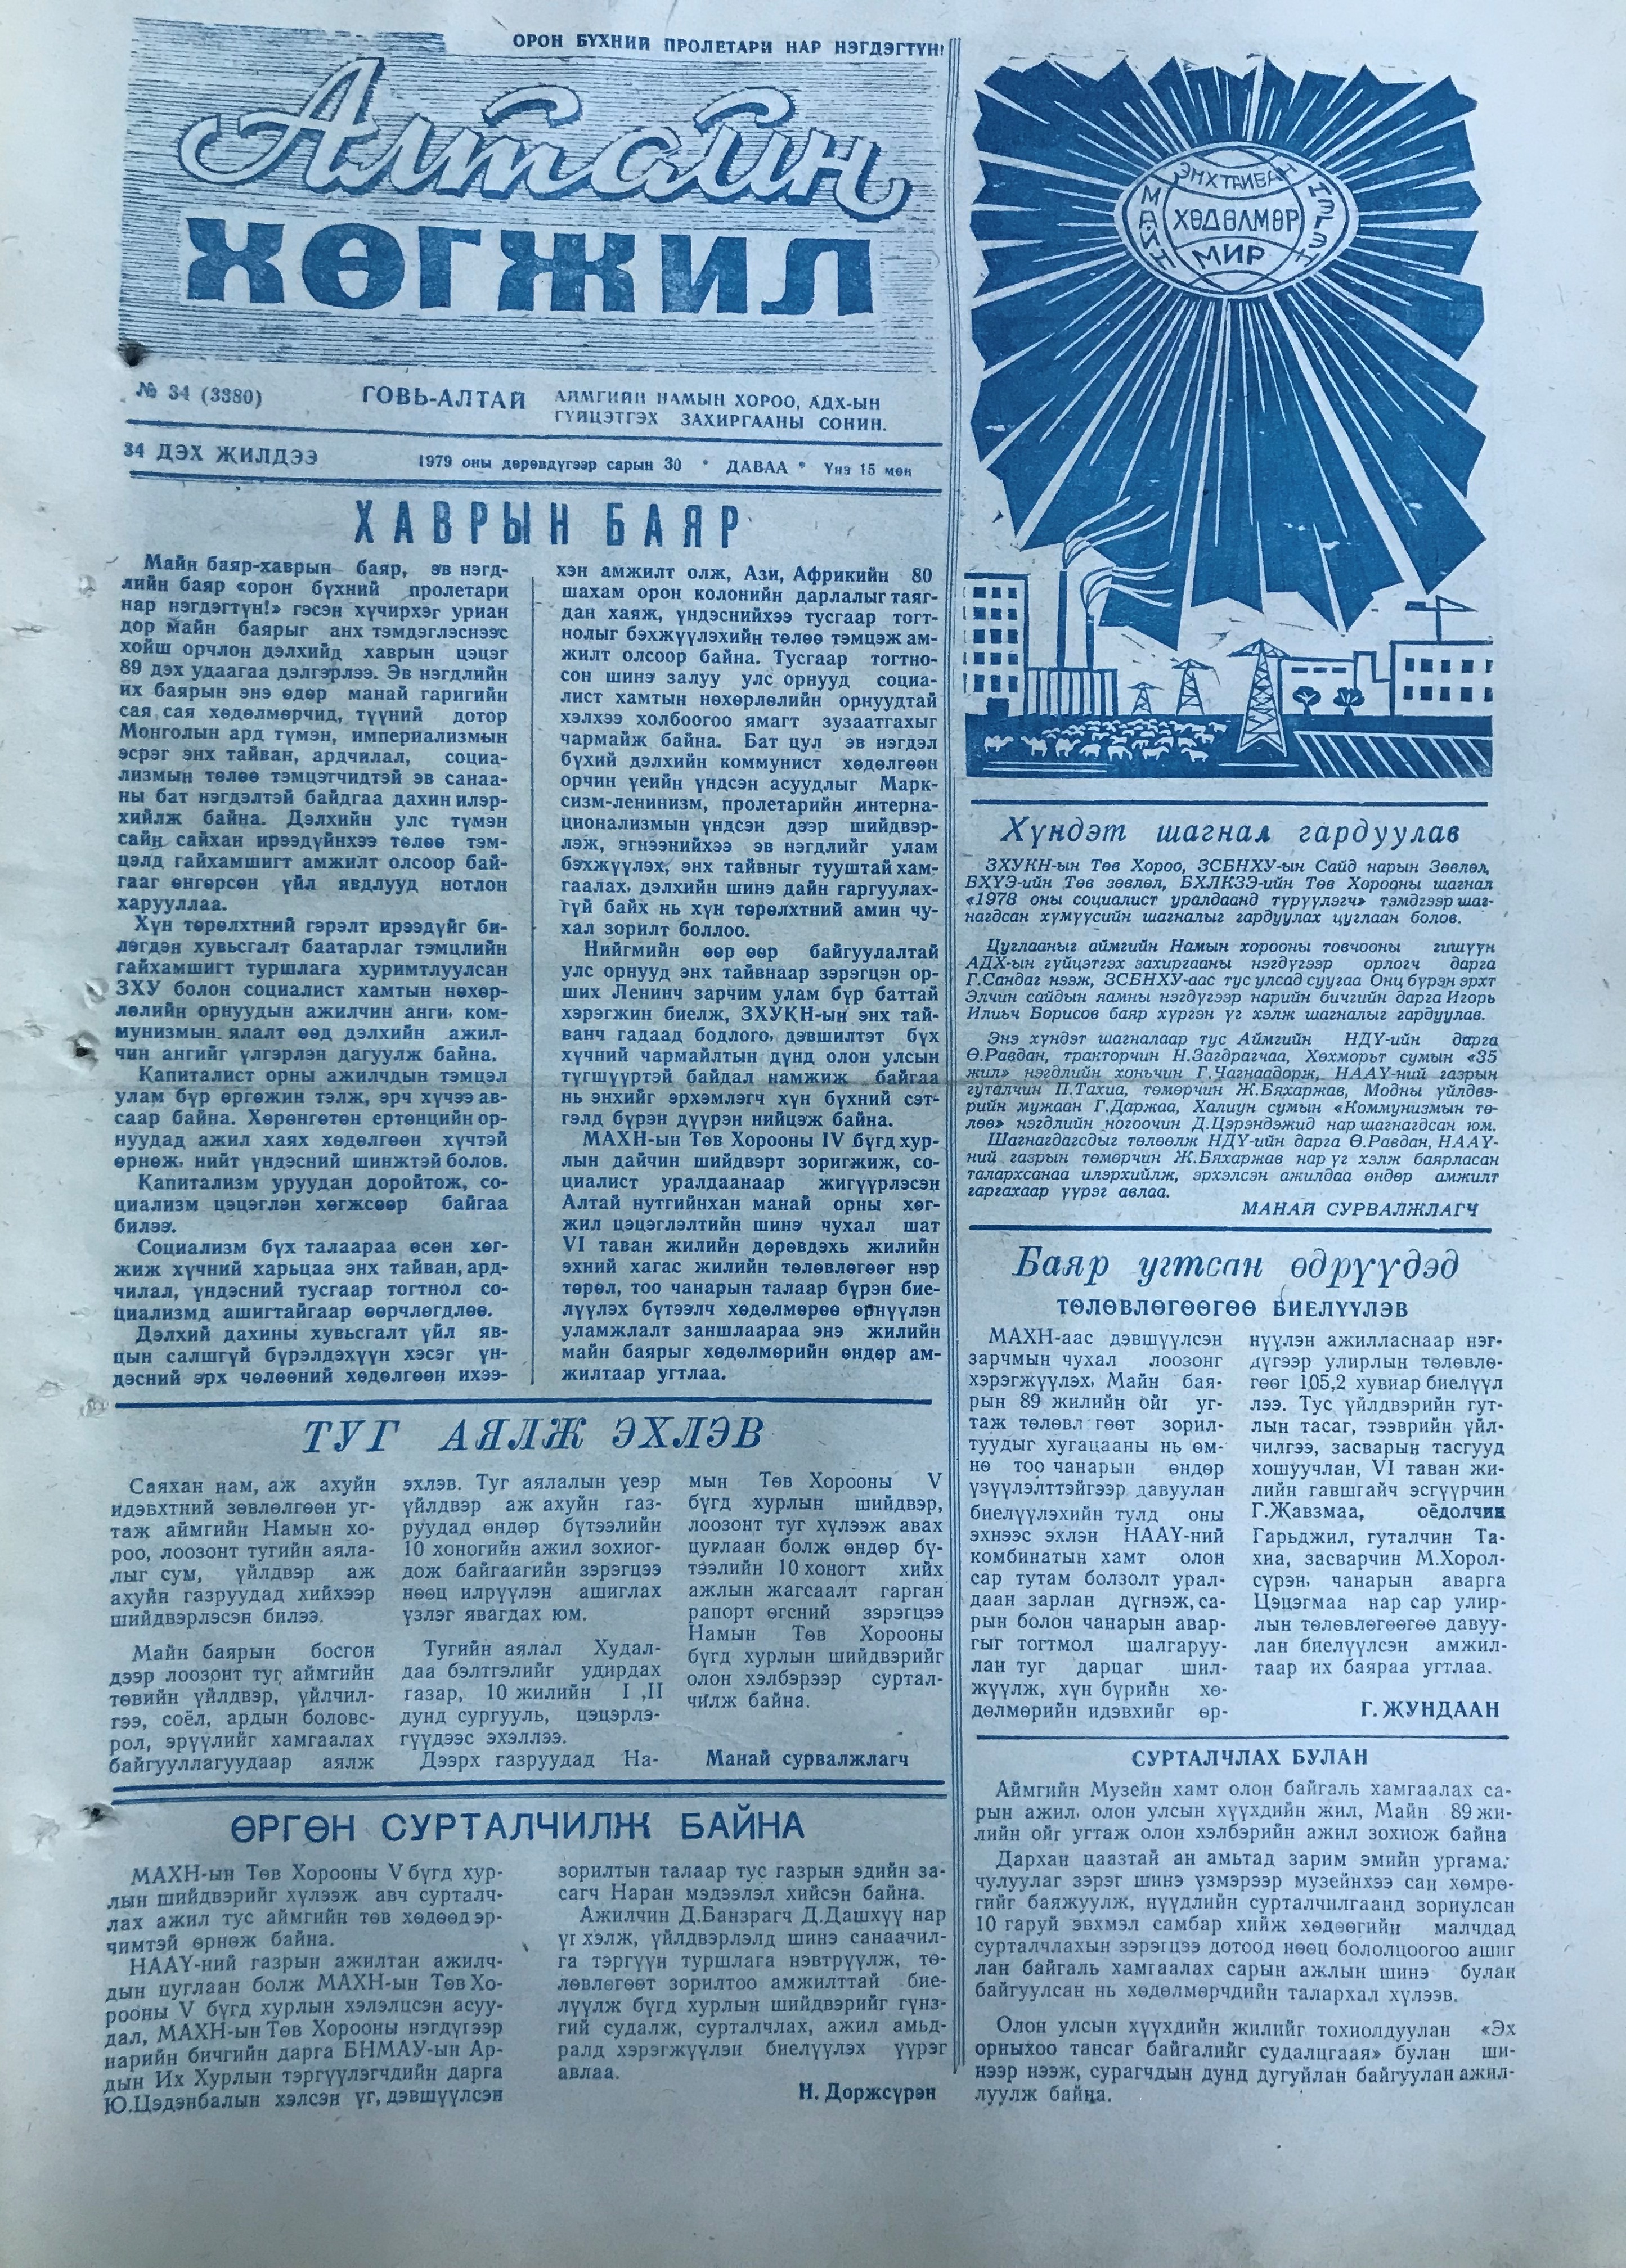 ОРОН БҮХНИЙ ПРОЛЕТАРИ НАР НЭГДЭГТҮН!
Алтайн
ХӨГЖИЛ
№ 34 (3380)
ГОВЬ-АЛТАЙ
АЙМГИЙН НАМЫН ХОРОО, АДХ-ЫН
ГҮЙЦЭТГЭХ ЗАХИРГААНЫ СОНИН.
34 ДЭХ ЖИЛДЭЭ
1979 оны дөрөвдүгээр сарын 30 * ДАВАА * Үнэ 15 мөн
ХАВРЫН БАЯР
Майн баяр-хаврын баяр, эв нэгд-
лийн баяр «орон бүхний пролетари
нар нэгдэгтүн!» гэсэн хүчирхэг уриан
дор майн баярыг анх тэмдэглэснээс
хойш орчлон дэлхийд хаврын цэцэг
89 дэх удаагаа дэлгэрлээ. Эв нэгдлийн
их баярын энэ өдөр манай гаригийн
сая сая хөдөлмөрчид, түүний дотор
Монголын ард түмэн, империализмын
эсрэг энх тайван, ардчилал, социа-
лизмын төлөө тэмцэгчидтэй эв санаа-
ны бат нэгдэлтэй байдгаа дахин илэр-
хийлж байна. Дэлхийн улс түмэн
сайн сайхан ирээдүйнхээ төлөө тэм-
цэлд гайхамшигт амжилт олсоор бай-
гааг өнгөрсөн үйл явдлууд нотлон
харууллаа.
Хүн төрөлхтний гэрэлт ирээдүйг би-
лэгдэн хувьсгалт баатарлаг тэмцлийн
гайхамшигт туршлага хуримтлуулсан
ЗХУ болон социалист хамтын нөхөр-
лөлийн орнуудын ажилчин анги, ком-
мунизмын ялалт өөд дэлхийн ажил-
чин ангийг үлгэрлэн дагуулж байна.
Капиталист орны ажилчдын тэмцэл
улам бүр өргөжин тэлж, эрч хүчээ ав-
саар байна. Хөрөнгөтөн ертөнцийн ор-
нуудад ажил хаях хөдөлгөөн хүчтэй
өрнөж, нийт үндэсний шинжтэй болов.
Капитализм уруудан доройтож, со-
циализм цэцэглэн хөгжсөөр байгаа
билээ.
Социализм бүх талаараа өсөн хөг-
жиж хүчний харьцаа энх тайван, ард-
чилал, үндэсний тусгаар тогтнол со-
циализмд ашигтайгаар өөрчлөгдлөө.
Дэлхий дахины хувьсгалт үйл яв-
цын салшгүй бүрэлдэхүүн хэсэг үн-
дэсний эрх чөлөөний хөдөлгөөн ихээ-
хэн амжилт олж, Ази, Африкийн 80
шахам орон колонийн дарлалыг таяг-
дан хаяж, үндэснийхээ тусгаар тогт-
нолыг бэхжүүлэхийн төлөө тэмцэж ам-
жилт олсоор байна. Тусгаар тогтно-
сон шинэ залуу улс орнууд социа-
лист хамтын нөхөрлөлийн орнуудтай
хэлхээ холбоогоо ямагт зузаатгахыг
чармайж байна. Бат цул эв нэгдэл
бүхий дэлхийн коммунист хөдөлгөөн
орчин үеийн үндсэн асуудлыг Марк-
сизм-ленинизм, пролетарийн интерна-
ционализмын үндсэн дээр шийдвэр-
лэж, эгнээнийхээ эв нэгдлийг улам
бэхжүүлэх, энх тайвныг тууштай хам-
гаалах, дэлхийн шинэ дайн гаргуулах-
гүй байх нь хүн төрөлхтний амин чу-
хал зорилт боллоо.
Нийгмийн өөр өөр байгуулалтай
улс орнууд энх тайвнаар зэрэгцэн ор-
ших Ленинч зарчим улам бүр баттай
хэрэгжин биелж, ЗХУКН-ын энх тай-
ванч гадаад бодлого, дэвшилтэт бүх
хүчний чармайлтын дүнд олон улсын
түгшүүртэй байдал намжиж байгаа
нь энхийг эрхэмлэгч хүн бүхний сэт-
гэлд бүрэн дүүрэн нийцэж байна.
МАХН-ын Төв Хорооны IV бүгд хур-
лын дайчин шийдвэрт зоригжиж, со-
циалист уралдаанаар жигүүрлэсэн
Алтай нутгийнхан манай орны хөг-
жил цэцэглэлтийн шинэ чухал шат
VI таван жилийн дөрөвдэхь жилийн
эхний хагас жилийн төлөвлөгөөг нэр
төрөл, тоо чанарын талаар бүрэн бие-
лүүлэх бүтээлч хөдөлмөрөө өрнүүлэн
уламжлалт заншлаараа энэ жилийн
майн баярыг хөдөлмөрийн өндөр ам-
жилтаар угтлаа.
ЭНХТАЙВАН
МАЙН
ХӨДӨЛМӨР
НЭГЭН
МИР
Хүндэт шагнал гардуулав
ЗХУКН-ын Төв Хороо, ЗСБНХУ-ын Сайд нарын Зөвлөл,
БХҮЭ-ийн Төв зөвлөл, БХЛКЗЭ-ийн Төв Хорооны шагнал
«1978 оны социалист уралдаанд түрүүлэгч» тэмдгээр шаг-
нагдсан хүмүүсийн шагналыг гардуулах цуглаан болов.
Цуглааныг аймгийн Намын хорооны товчооны гишүүн
АДХ-ын гүйцэтгэх захиргааны нэгдүгээр орлогч дарга
Г.Сандаг нээж, ЗСБНХУ-аас тус улсад суугаа Онц бүрэн эрхт
Элчин сайдын яамны нэгдүгээр нарийн бичгийн дарга Игорь
Ильич Борисов баяр хүргэн үг хэлж шагналыг гардуулав.
Энэ хүндэт шагналаар тус Аймгийн НДҮ-ийн дарга
Ө.Равдан, тракторчин Н.Загдрагчаа, Хөхморьт сумын «35
жил» нэгдлийн хоньчин Г.Чагнаадорж, НААҮ-ний газрын
гуталчин П.Тахиа, төмөрчин Ж.Бяхаржав, Модны үйлдвэ-
рийн мужаан Г.Даржаа, Халиун сумын «Коммунизмын тө-
лөө» нэгдлийн ногоочин Д.Цэрэндэжид нар шагнагдсан юм.
Шагнагдагсдыг төлөөлж НДҮ-ийн дарга Ө.Равдан, НААҮ-
ний газрын төмөрчин Ж.Бяхаржав нар үг хэлж баярласан
талархсанаа илэрхийлж, эрхэлсэн ажилдаа өндөр амжилт
гаргахаар үүрэг авлаа.
МАНАЙ СУРВАЛЖЛАГЧ
Баяр угтсан өдрүүдэд
ТӨЛӨВЛӨГӨӨГӨӨ БИЕЛҮҮЛЭВ
МАХН-аас дэвшүүлсэн
зарчмын чухал лоозонг
хэрэгжүүлэх, Майн бая-
рын 89 жилийн ойг уг-
таж төлөвл гөөт зорил-
туудыг хугацааны нь өм-
нө тоо чанарын өндөр
үзүүлэлттэйгээр давуулан
биелүүлэхийн тулд оны
эхнээс эхлэн НААҮ-ний
комбинатын хамт олон
сар тутам болзолт урал-
даан зарлан дүгнэж, са-
рын болон чанарын авар-
гыг тогтмол шалгаруу-
лан туг дарцаг шил-
жүүлж, хүн бүрийн хө-
дөлмөрийн идэвхийг өр-
нүүлэн ажилласнаар нэг-
дүгээр улирлын төлөвлө-
гөөг 105,2 хувиар биелүүл
лээ. Тус үйлдвэрийн гут-
лын тасаг, тээврийн үйл-
чилгээ, засварын тасгууд
хошуучлан, VI таван жи-
лийн гавшгайч эсгүүрчин
Г.Жавзмаа, оёдолчин
Гарьджил, гуталчин Та-
хиа, засварчин М.Хорол-
сүрэн, чанарын аварга
Цэцэгмаа нар сар улир-
лын төлөвлөгөөгөө давуу-
лан биелүүлсэн амжил-
таар их баяраа угтлаа.
Г. ЖУНДААН
ТУГ АЯЛЖ ЭХЛЭВ
Саяхан нам, аж ахуйн
идэвхтний зөвлөлгөөн уг-
таж аймгийн Намын хо-
роо, лоозонт тугийн аяла-
лыг сум, үйлдвэр аж
ахуйн газруудад хийхээр
шийдвэрлэсэн билээ.
Майн баярын босгон
дээр лоозонт туг аймгийн
төвийн үйлдвэр, үйлчил-
гээ, соёл, ардын боловс-
рол, эрүүлийг хамгаалах
байгууллагуудаар аялж
эхлэв. Туг аялалын үеэр
үйлдвэр аж ахуйн газ-
руудад өндөр бүтээлийн
10 хоногийн ажил зохиог-
дож байгаагийн зэрэгцээ
нөөц илрүүлэн ашиглах
үзлэг явагдах юм.
Тугийн аялал Худал-
даа бэлтгэлийг удирдах
газар, 10 жилийн I ,II
дунд сургууль, цэцэрлэ-
гүүдээс эхэллээ.
Дээрх газруудад На-
мын Төв Хорооны V
бүгд хурлын шийдвэр,
лоозонт туг хүлээж авах
цуглаан болж өндөр бү-
тээлийн 10 хоногт хийх
ажлын жагсаалт гарган
рапорт өгсний зэрэгцээ
Намын Төв Хорооны
бүгд хурлын шийдвэрийг
олон хэлбэрээр суртал-
чилж байна.
Манай сурвалжлагч
ӨРГӨН СУРТАЛЧИЛЖ БАЙНА
МАХН-ын Төв Хорооны V бүгд хур-
лын шийдвэрийг хүлээж авч сурталч-
лах ажил тус аймгийн төв хөдөөд эр-
чимтэй өрнөж байна.
НААҮ-ний газрын ажилтан ажилч-
дын цуглаан болж МАХН-ын Төв Хо-
рооны V бүгд хурлын хэлэлцсэн асуу-
дал, МАХН-ын Төв Хорооны нэгдүгээр
нарийн бичгийн дарга БНМАУ-ын Ар-
дын Их Хурлын тэргүүлэгчдийн дарга
Ю.Цэдэнбалын хэлсэн үг, дэвшүүлсэн
зорилтын талаар тус газрын эдийн за-
сагч Наран мэдээлэл хийсэн байна.
Ажилчин Д.Банзрагч Д.Дашхүү нар
үг хэлж, үйлдвэрлэлд шинэ санаачил-
га тэргүүн туршлага нэвтрүүлж, тө-
лөвлөгөөт зорилтоо амжилттай бие-
лүүлж бүгд хурлын шийдвэрийг гүнз-
гий судалж, сурталчлах, ажил амьд-
ралд хэрэгжүүлэн биелүүлэх үүрэг
авлаа.
Н. Доржсүрэн
СУРТАЛЧЛАХ БУЛАН
Аймгийн Музейн хамт олон байгаль хамгаалах са-
рын ажил, олон улсын хүүхдийн жил, Майн 89 жи-
лийн ойг угтаж олон хэлбэрийн ажил зохиож байна
Дархан цаазтай ан амьтад зарим эмийн ургамал
чулуулаг зэрэг шинэ үзмэрээр музейнхээ сан хөмрө-
гийг баяжуулж, нүүдлийн сурталчилгаанд зориулсан
10 гаруй эвхмэл самбар хийж хөдөөгийн малчдад
сурталчлахын зэрэгцээ дотоод нөөц бололцоогоо ашиг
лан байгаль хамгаалах сарын ажлын шинэ булан
байгуулсан нь хөдөлмөрчдийн талархал хүлээв.
Олон улсын хүүхдийн жилийг тохиолдуулан «Эх
орныхоо тансаг байгалийг судалцгаая» булан ши-
нээр нээж, сурагчдын дунд дугуйлан байгуулан ажил-
луулж байна.